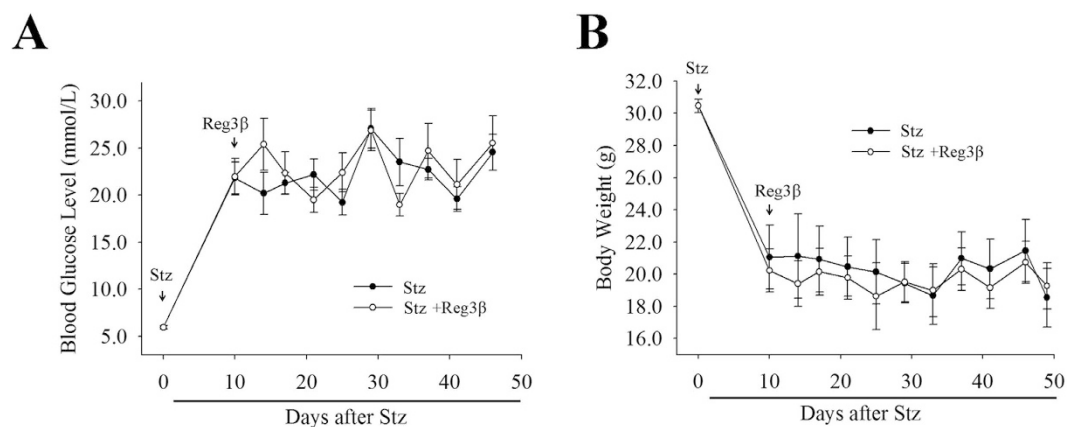 A
Blood Glucose Level (mmol/L)
30.0
25.0
20.0
15.0
10.0
5.0
Stz
Reg3β
Stz
Stz +Reg3β
0
10
20
30
40
50
Days after Stz
B
Body Weight (g)
32.0
30.0
28.0
26.0
24.0
22.0
20.0
18.0
16.0
Stz
Reg3β
Stz
Stz +Reg3β
0
10
20
30
40
50
Days after Stz